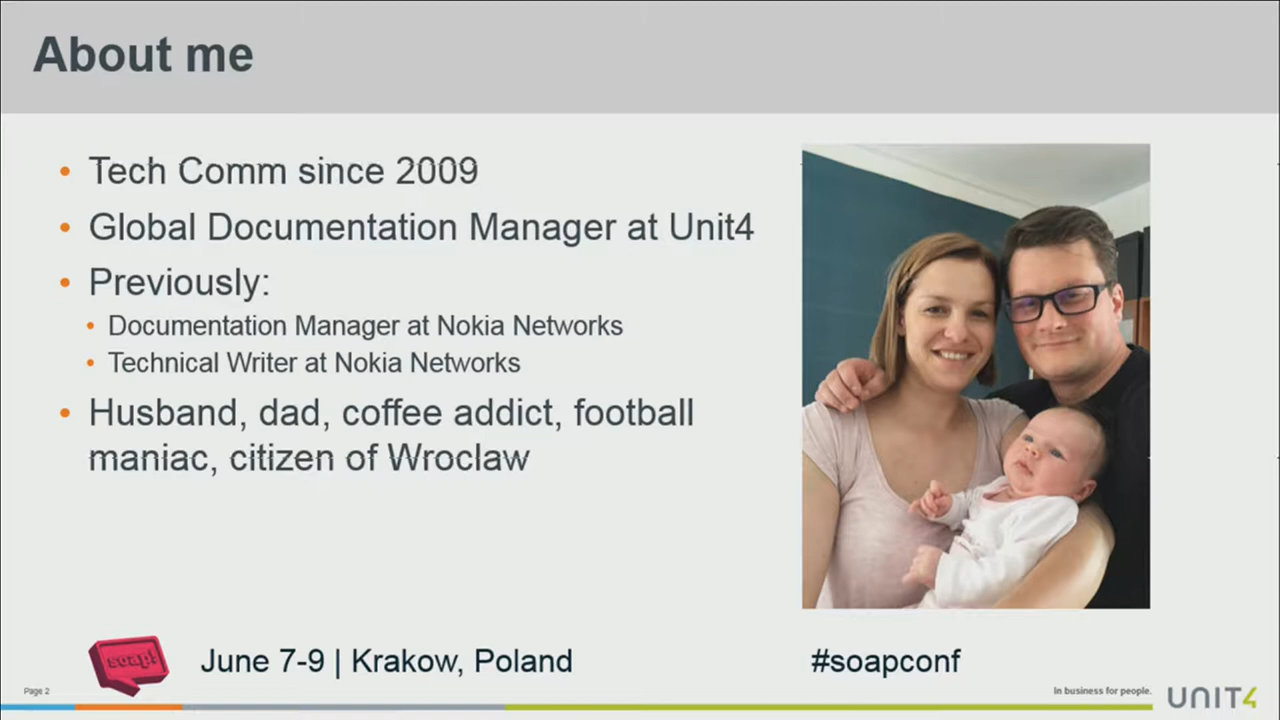 About me
• Tech Comm since 2009
• Global Documentation Manager at Unit4
• Previously:
• Documentation Manager at Nokia Networks
• Technical Writer at Nokia Networks
• Husband, dad, coffee addict, football
maniac, citizen of Wroclaw
soap!
June 7-9 | Krakow, Poland
#soapconf
Page 2
In business for people.
UNIT4